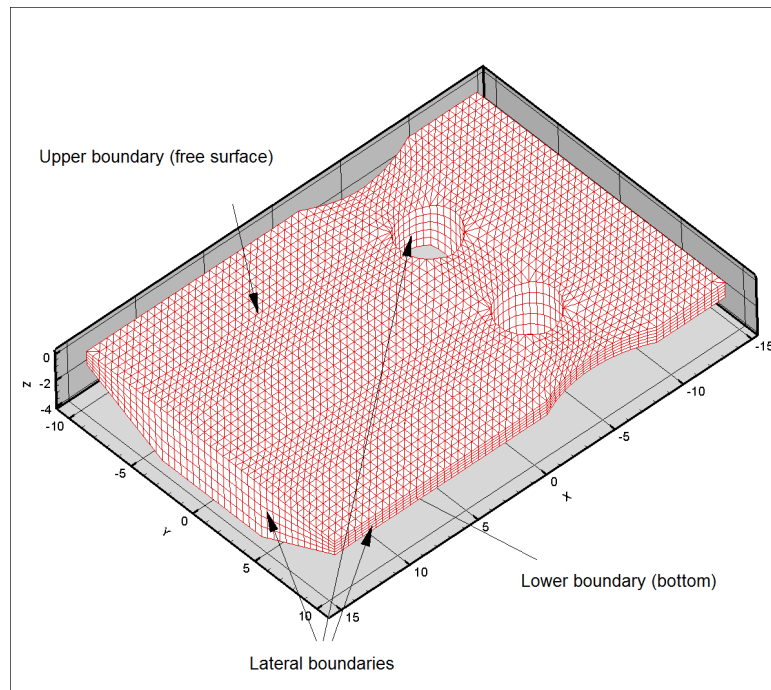 Upper boundary (free surface)
0
-2
-4
Z
-10
-5
0
5
10
Y
15
10
5
0
-5
-10
-15
X
Lower boundary (bottom)
Lateral boundaries